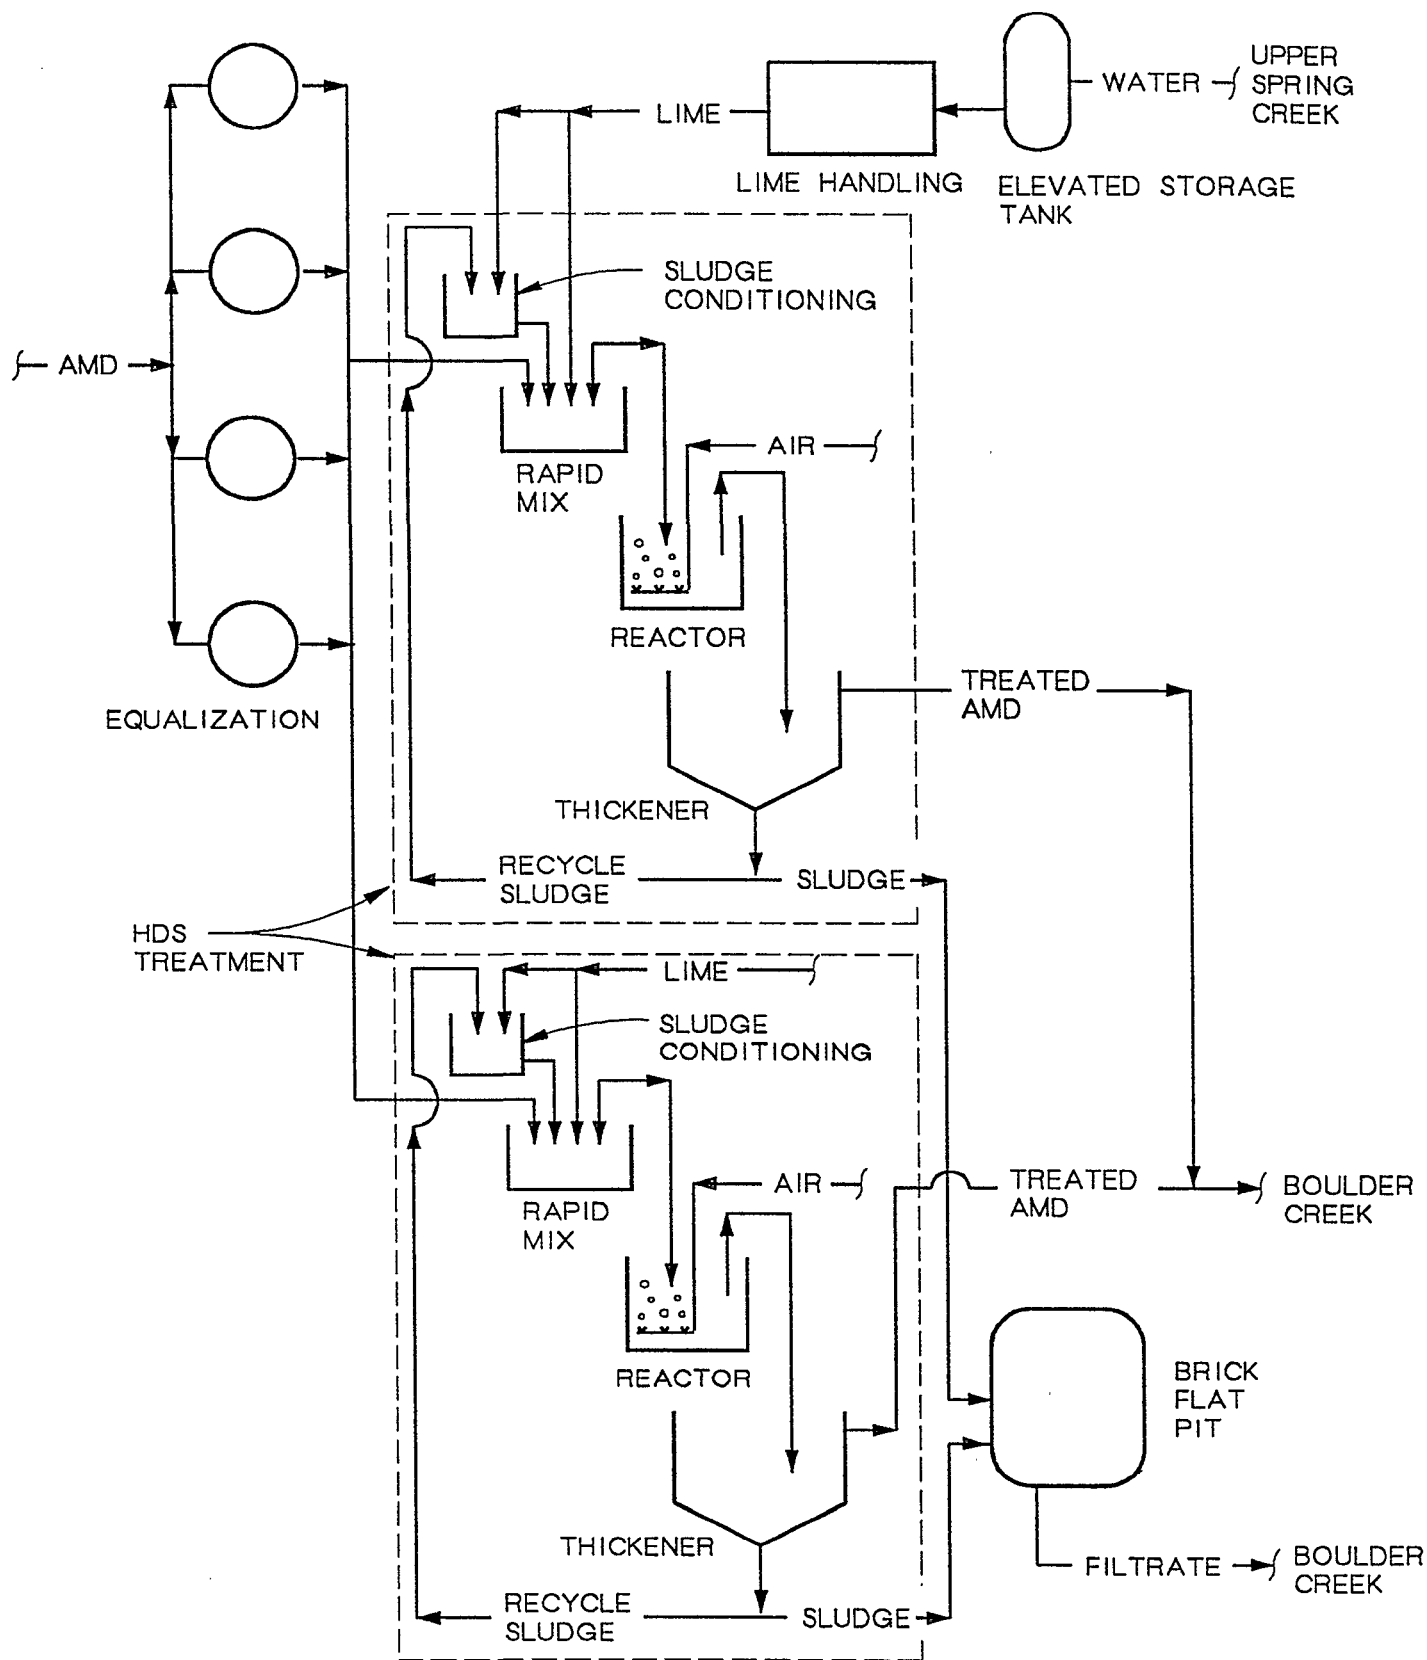 WATER
UPPER
SPRING
CREEK
LIME
LIME HANDLING
ELEVATED STORAGE
TANK
SLUDGE
CONDITIONING
AMD
RAPID
MIX
AIR
REACTOR
EQUALIZATION
TREATED
AMD
THICKENER
RECYCLE
SLUDGE
SLUDGE
HDS
TREATMENT
LIME
SLUDGE
CONDITIONING
RAPID
MIX
AIR
TREATED
AMD
BOULDER
CREEK
REACTOR
BRICK
FLAT
PIT
THICKENER
FILTRATE
BOULDER
CREEK
RECYCLE
SLUDGE
SLUDGE